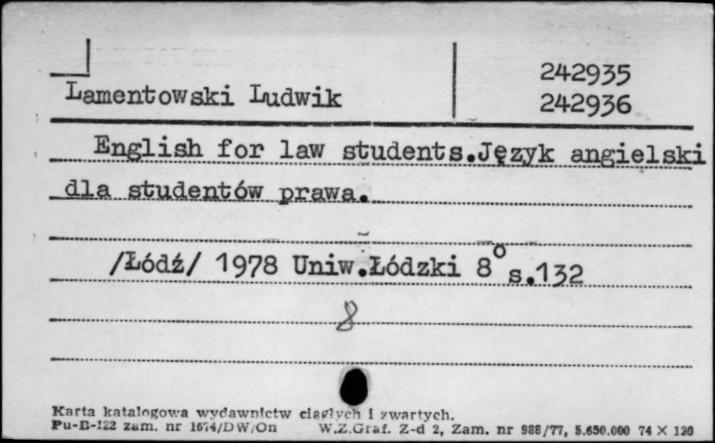 242935
Lamentowski Ludwik
242936
English for law students.Język angielski
dla studentów prawa.
/Łódź/ 1978 Uniw.Łódzki 8° s.132
8
Karta katalogowa wydawnictw ciągłych i zwartych.
Pu-B-122 zam. nr 1674/DW/On W.Z.Graf. Z-d 2, Zam. nr 988/77, 5.650.000 74 X 120